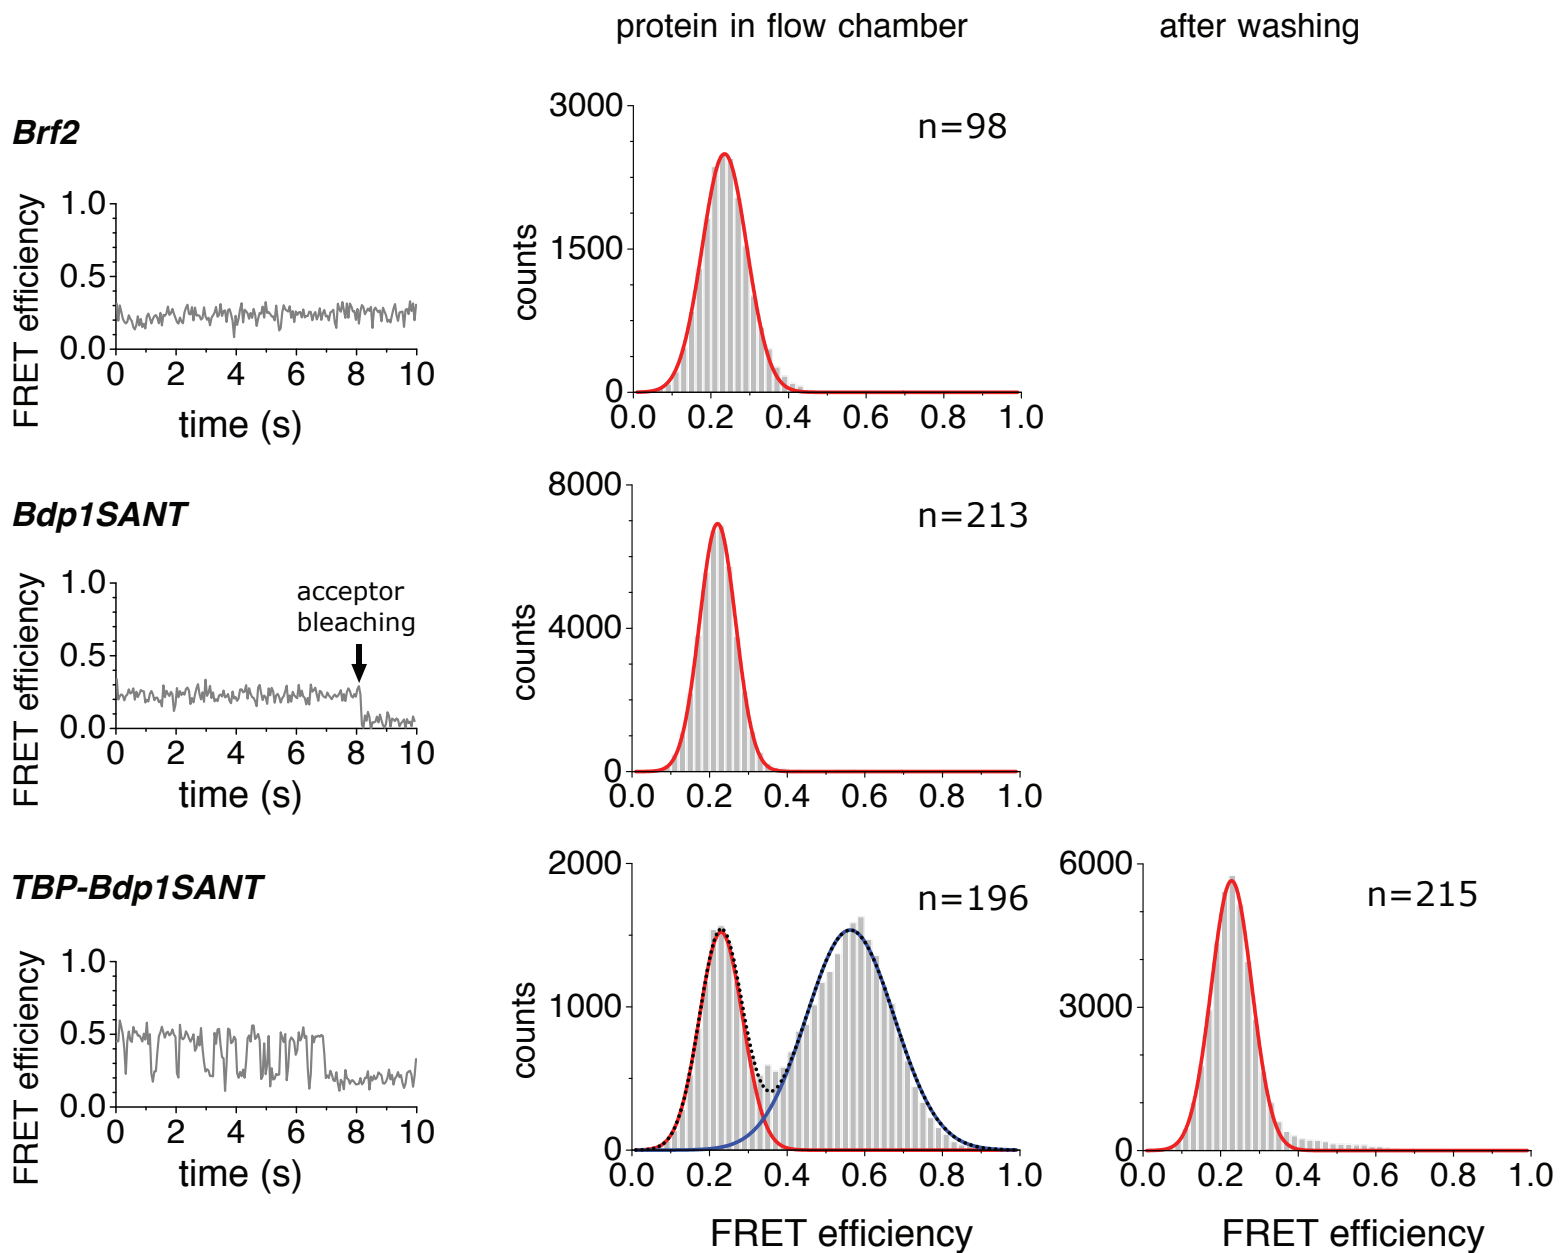 protein in flow chamber
after washing
Brf2
FRET efficiency
1.0
0.5
0.0
0 2 4 6 8 10
time (s)
counts
3000
1500
0
n=98
0.0 0.2 0.4 0.6 0.8 1.0
Bdp1SANT
FRET efficiency
1.0
0.5
0.0
acceptor
bleaching
0 2 4 6 8 10
time (s)
counts
8000
4000
0
n=213
0.0 0.2 0.4 0.6 0.8 1.0
TBP-Bdp1SANT
FRET efficiency
1.0
0.5
0.0
0 2 4 6 8 10
time (s)
counts
2000
1000
0
n=196
0.0 0.2 0.4 0.6 0.8 1.0
FRET efficiency
6000
3000
0
n=215
0.0 0.2 0.4 0.6 0.8 1.0
FRET efficiency